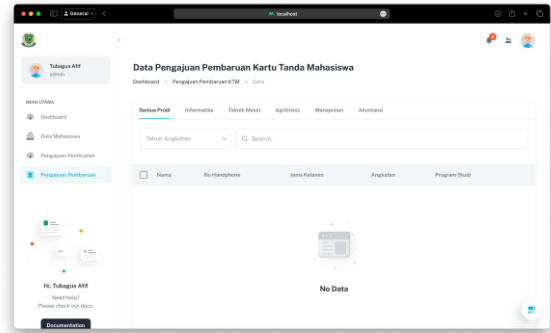 General
localhost
Tubagus Afif
admin
Data Pengajuan Pembaruan Kartu Tanda Mahasiswa
Dashboard
Pengajuan Pembaruan KTM
Data
MENU UTAMA
Dashboard
Data Mahasiswa
Pengajuan Pembuatan
Pengajuan Pembaruan
Semua Prodi Informatika Teknik Mesin Agribisnis Manajemen Akuntansi
Tahun Angkatan
Search...
Nama No Handphone Jenis Kelamin Angkatan Program Studi
No Data
Hi, Tubagus Afif
Need help?
Please check our docs.
Documentation